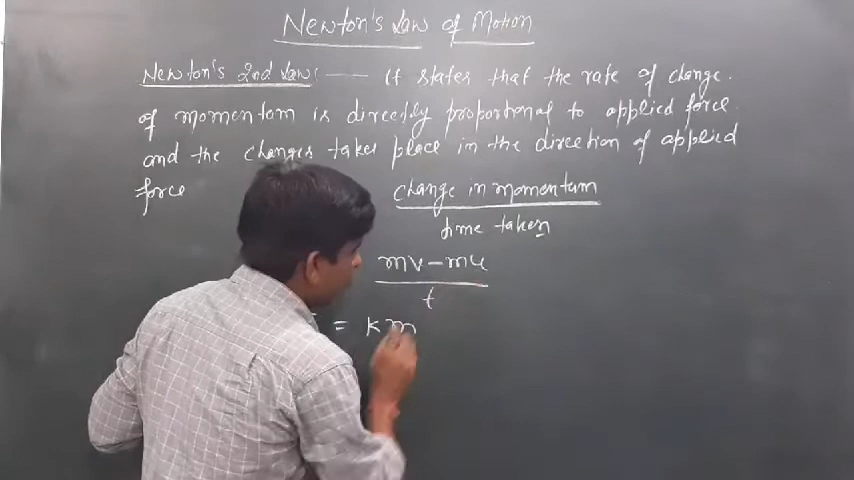 Newton's Law of Motion
Newton's 2nd Law: — It states that the rate of change.
of momentum is directly proportional to applied force.
and the changes takes place in the direction of applied
force
change in momentum
time taken
mv - mu
t
= Km